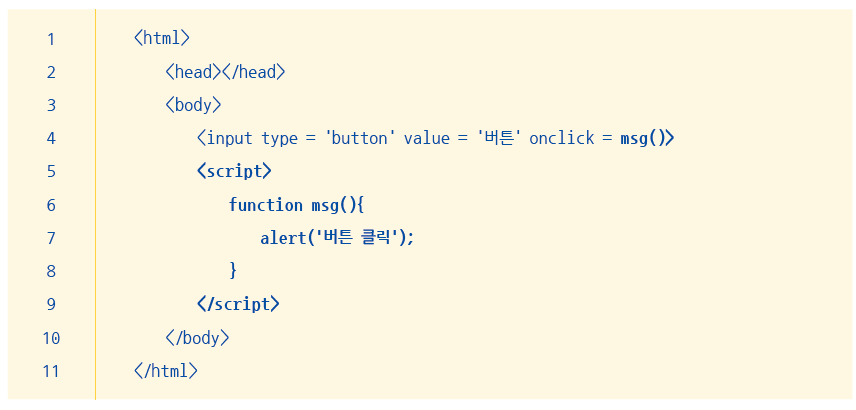 1 <html>
2 <head></head>
3 <body>
4 <input type = 'button' value = '버튼' onclick = msg()>
5 <script>
6 function msg(){
7 alert('버튼 클릭');
8 }
9 </script>
10 </body>
11 </html>